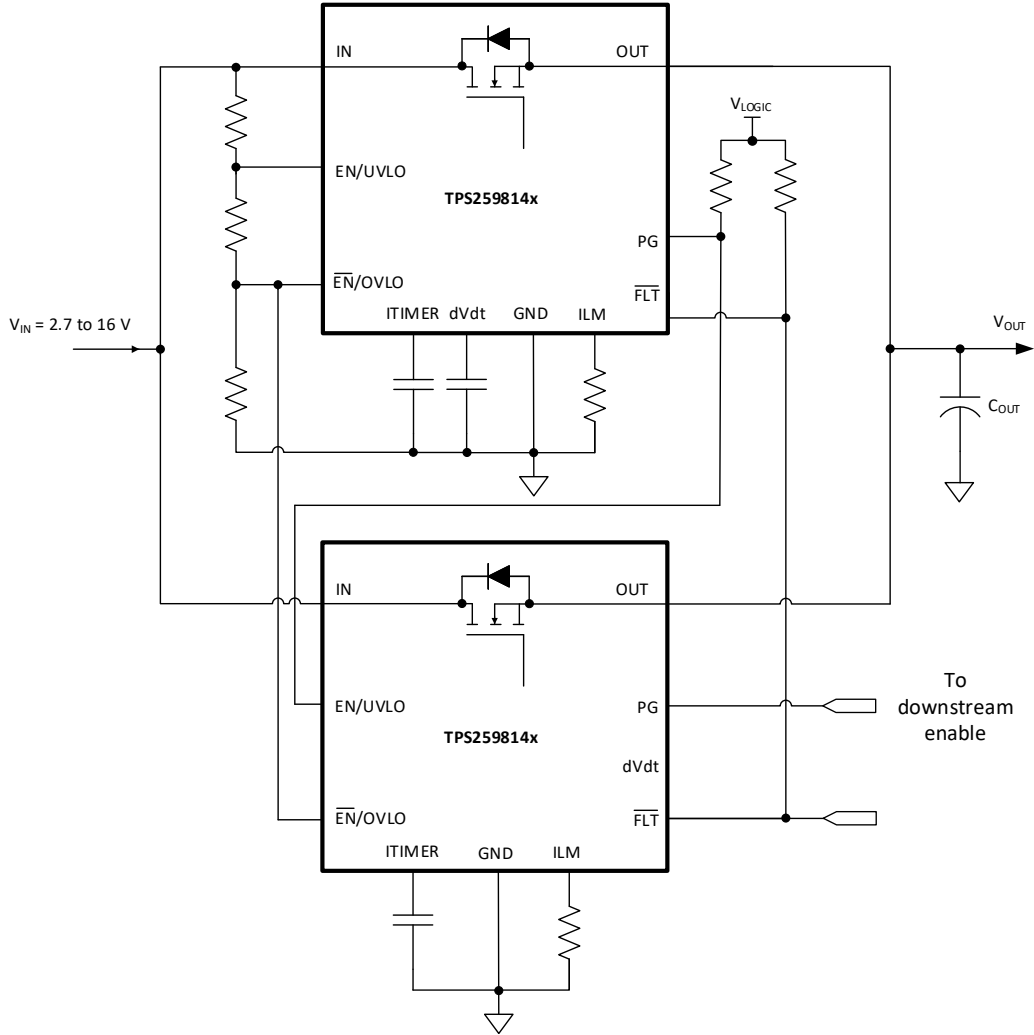 IN
OUT
V_LOGIC
EN/UVLO
TPS259814x
PG
EN/OVLO
FLT
ITIMER dVdt GND ILM
V_IN = 2.7 to 16 V
V_OUT
C_OUT
IN
OUT
EN/UVLO
PG
To
downstream
enable
TPS259814x
dVdt
EN/OVLO
FLT
ITIMER GND ILM